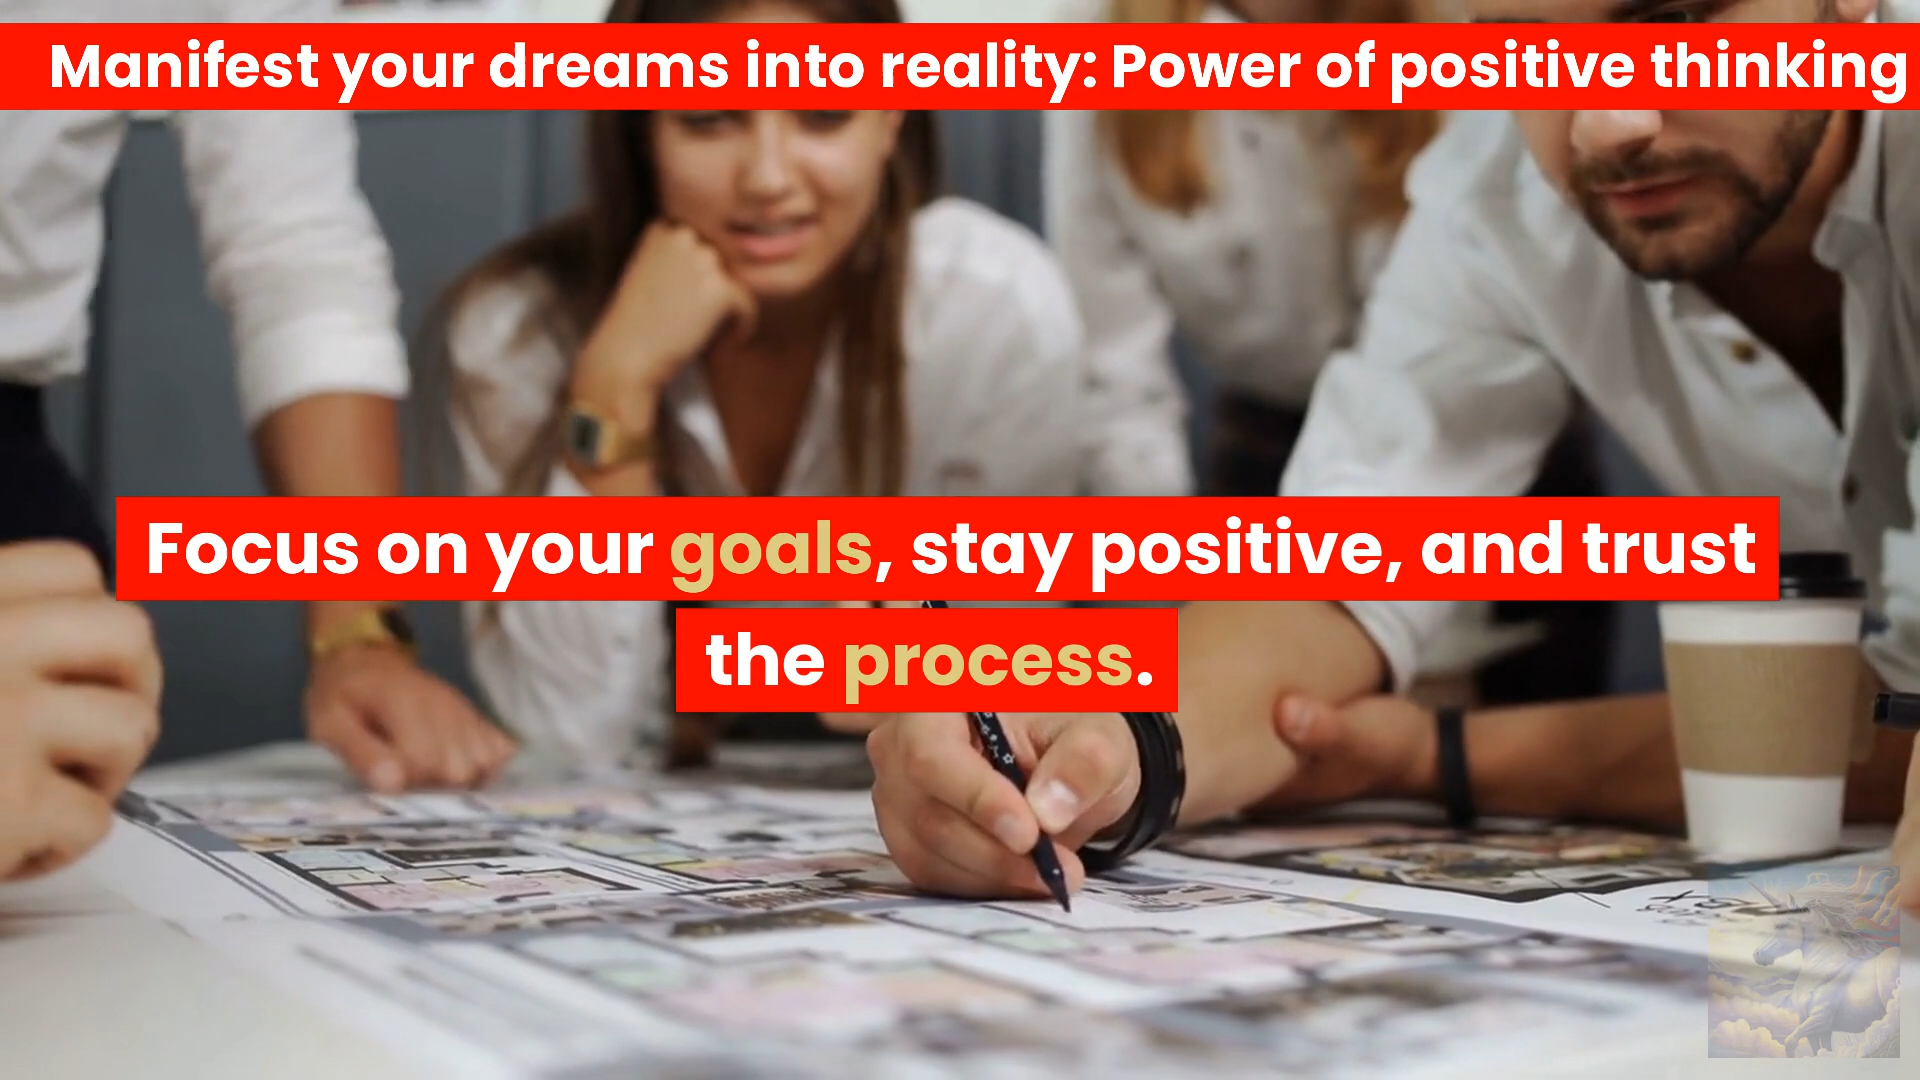 Manifest your dreams into reality: Power of positive thinking
Focus on your goals, stay positive, and trust
the process.